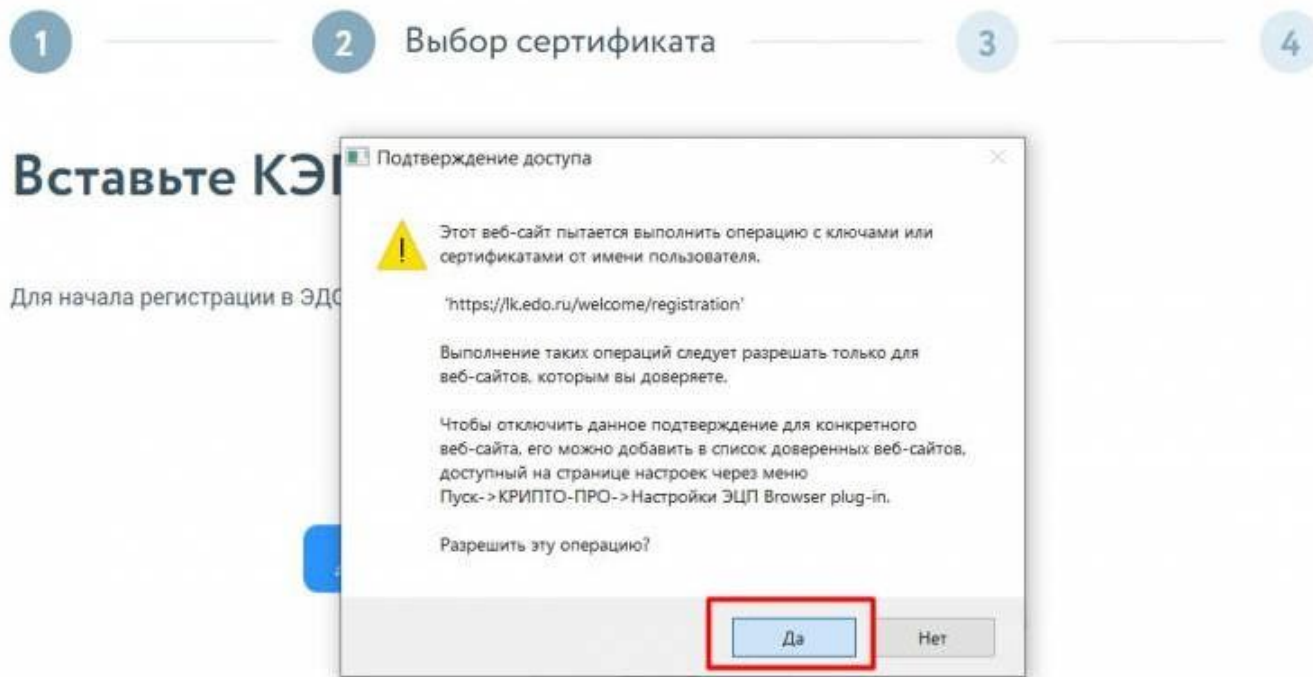 1
2
Выбор сертификата
3
4
Вставьте
Для начала регистрации в
Подтверждение доступа
Этот веб-сайт пытается выполнить операцию с ключами или
сертификатами от имени пользователя.
'https://lk.edo.ru/welcome/registration'
Выполнение таких операций следует разрешать только для
веб-сайтов, которым вы доверяете.
Чтобы отключить данное подтверждение для конкретного
веб-сайта, его можно добавить в список доверенных веб-сайтов,
доступный на странице настроек через меню
Пуск->КРИПТО-ПРО->Настройки ЭЦП Browser plug-in.
Разрешить эту операцию?
Да
Нет